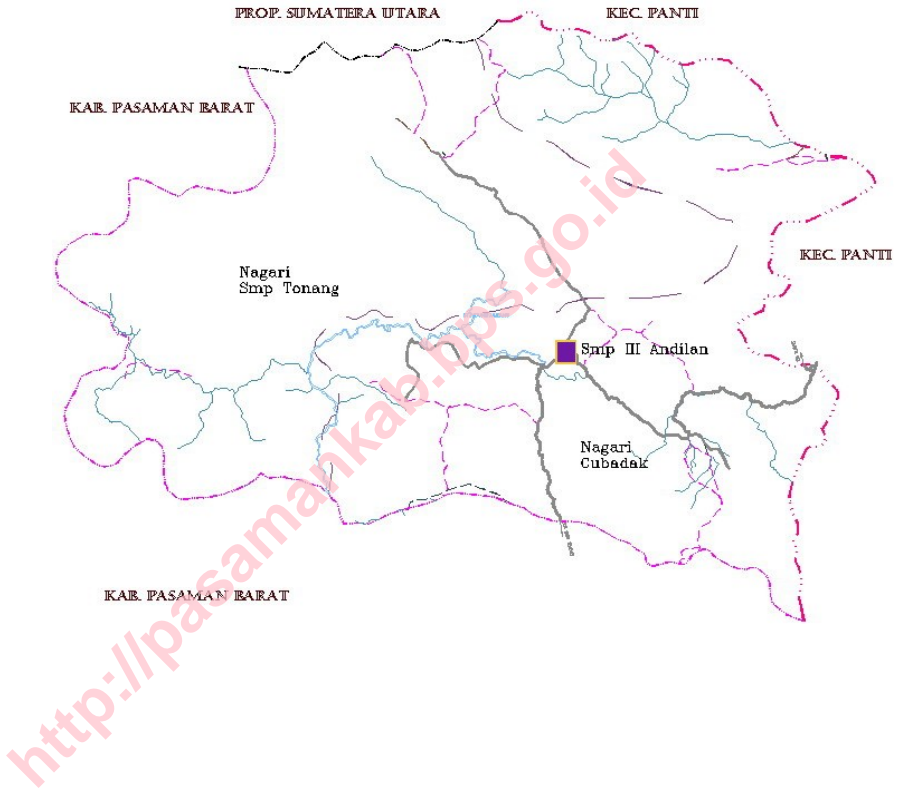 PROP. SUMATERA UTARA
KEC. PANTI
KAB. PASAMAN BARAT
KEC. PANTI
Nagari
Smp Tonang
Smp III Andilan
Nagari
Cubadak
KAB. PASAMAN BARAT
http://pasamankab.bps.go.id